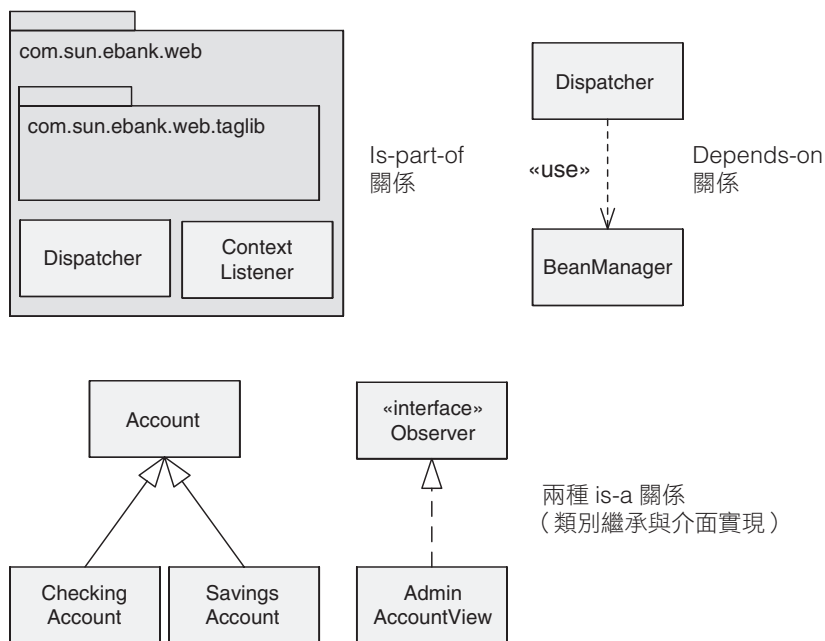 com.sun.ebank.web
com.sun.ebank.web.taglib
Dispatcher
Context
Listener
Is-part-of
關係
Dispatcher
«use»
Depends-on
關係
BeanManager
Account
Checking
Account
Savings
Account
«interface»
Observer
Admin
AccountView
兩種 is-a 關係
（類別繼承與介面實現）